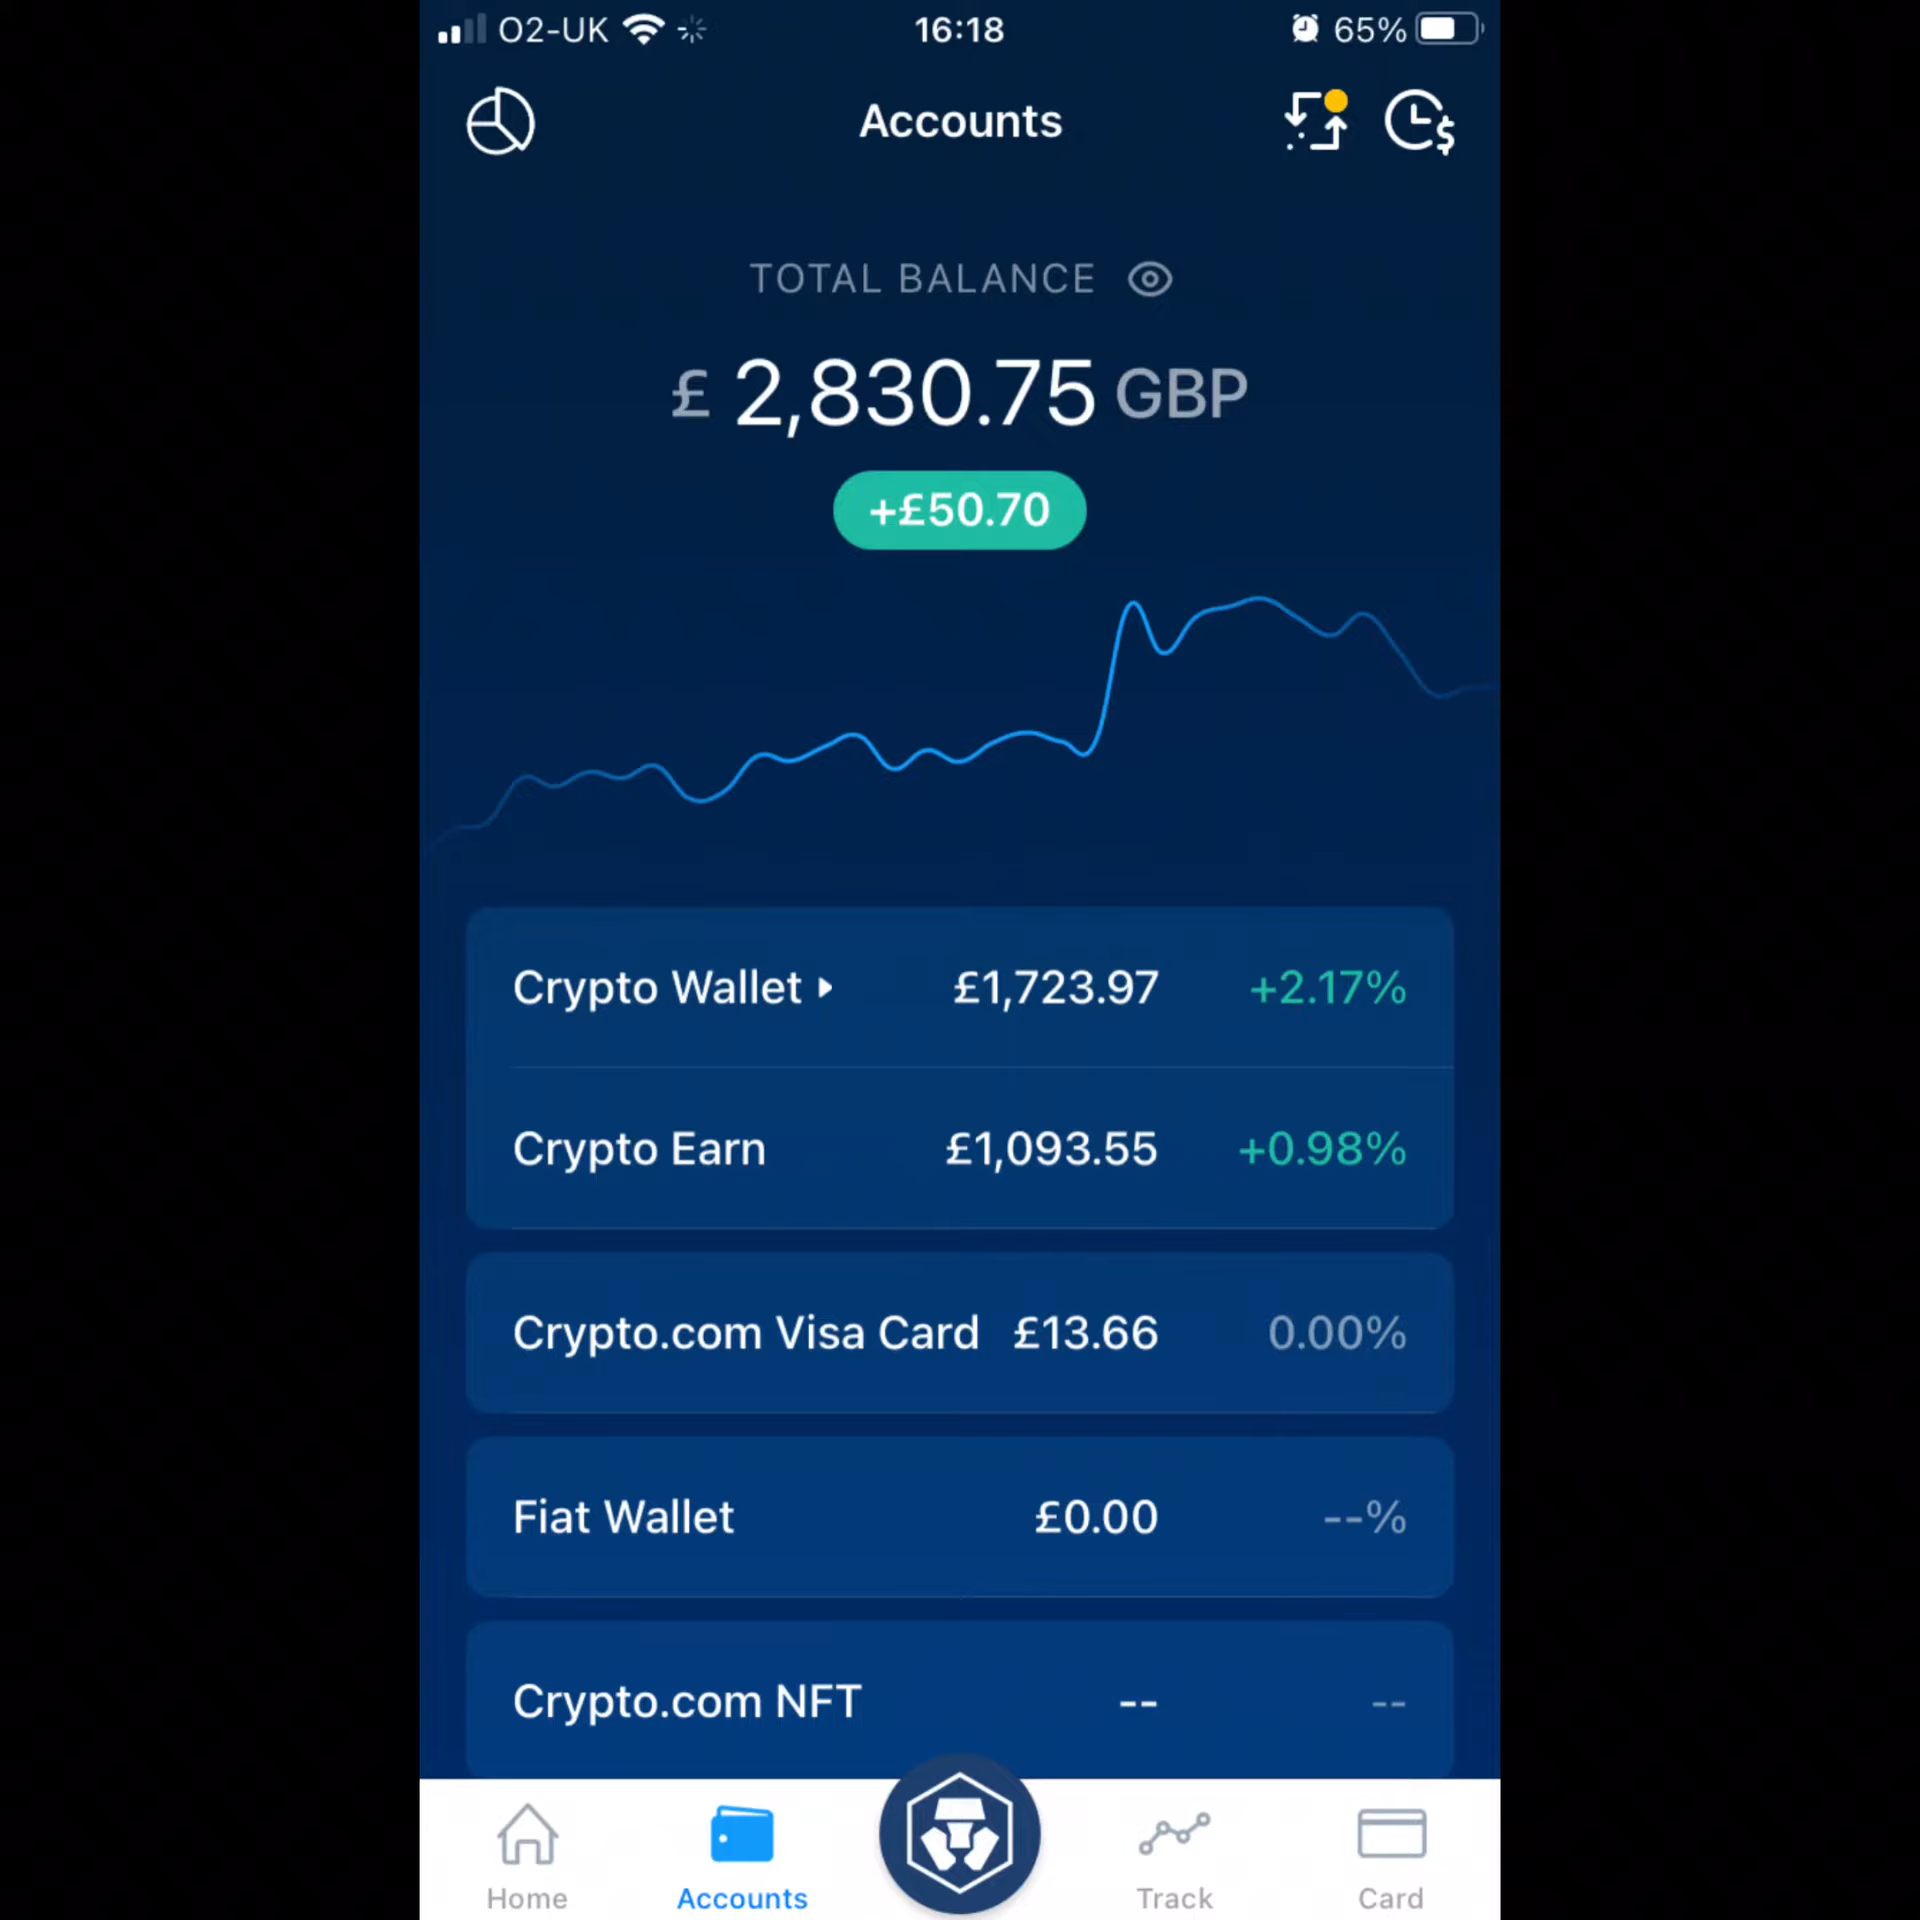 O2-UK 16:18 65%
Accounts
TOTAL BALANCE
£ 2,830.75 GBP
+£50.70
Crypto Wallet £1,723.97 +2.17%
Crypto Earn £1,093.55 +0.98%
Crypto.com Visa Card £13.66 0.00%
Fiat Wallet £0.00 --%
Crypto.com NFT -- --
Home Accounts Track Card